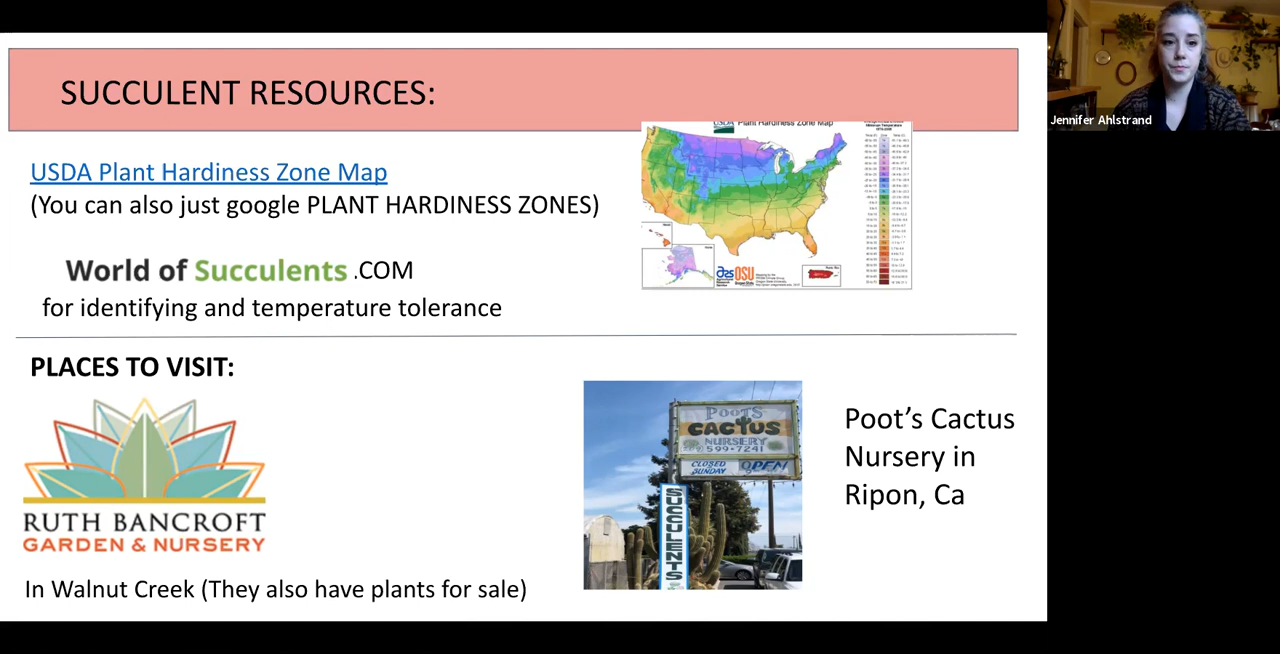 Jennifer Ahlstrand
SUCCULENT RESOURCES:
USDA Plant Hardiness Zone Map
(You can also just google PLANT HARDINESS ZONES)
USDA Plant Hardiness Zone Map
OSU
World of Succulents .COM
for identifying and temperature tolerance
PLACES TO VISIT:
RUTH BANCROFT
GARDEN & NURSERY
In Walnut Creek (They also have plants for sale)
POOTS
CACTUS
NURSERY
599-7241
CLOSED
SUNDAY
OPEN
SUCCULENTS
Poot’s Cactus
Nursery in
Ripon, Ca